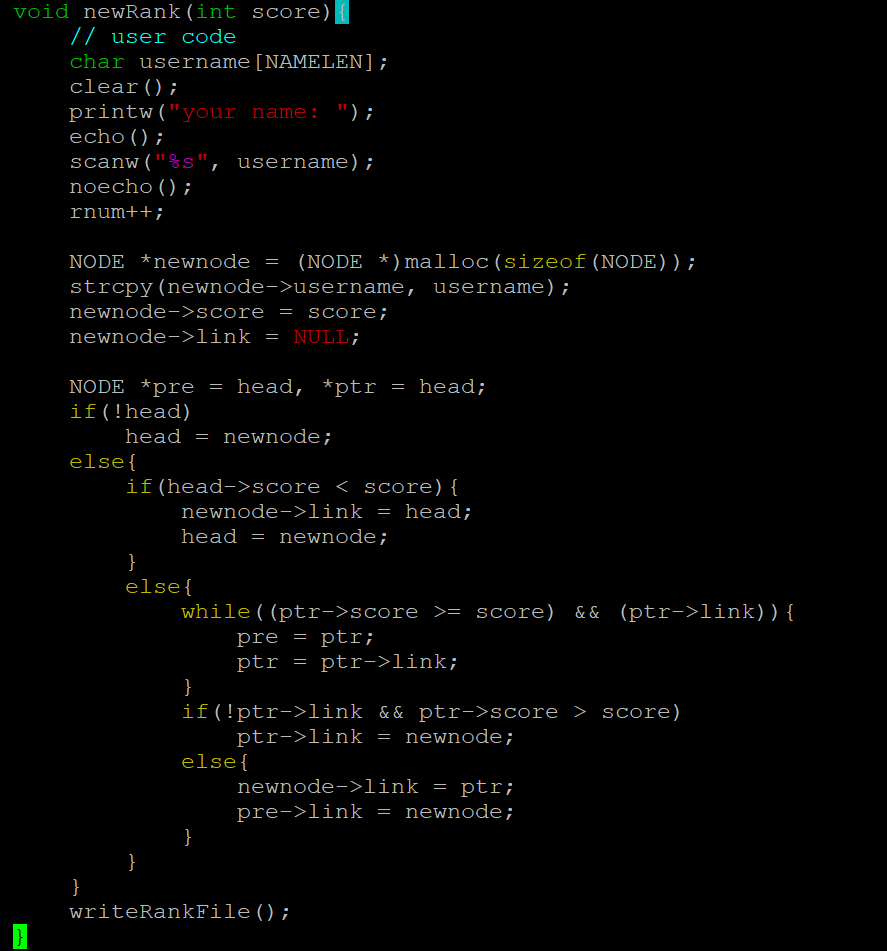 void newRank(int score){
    // user code
    char username[NAMELEN];
    clear();
    printw("your name: ");
    echo();
    scanw("%s", username);
    noecho();
    rnum++;

    NODE *newnode = (NODE *)malloc(sizeof(NODE));
    strcpy(newnode->username, username);
    newnode->score = score;
    newnode->link = NULL;

    NODE *pre = head, *ptr = head;
    if(!head)
        head = newnode;
    else{
        if(head->score < score){
            newnode->link = head;
            head = newnode;
        }
        else{
            while((ptr->score >= score) && (ptr->link)){
                pre = ptr;
                ptr = ptr->link;
            }
            if(!ptr->link && ptr->score > score)
                ptr->link = newnode;
            else{
                newnode->link = ptr;
                pre->link = newnode;
            }
        }
    }
    writeRankFile();
}